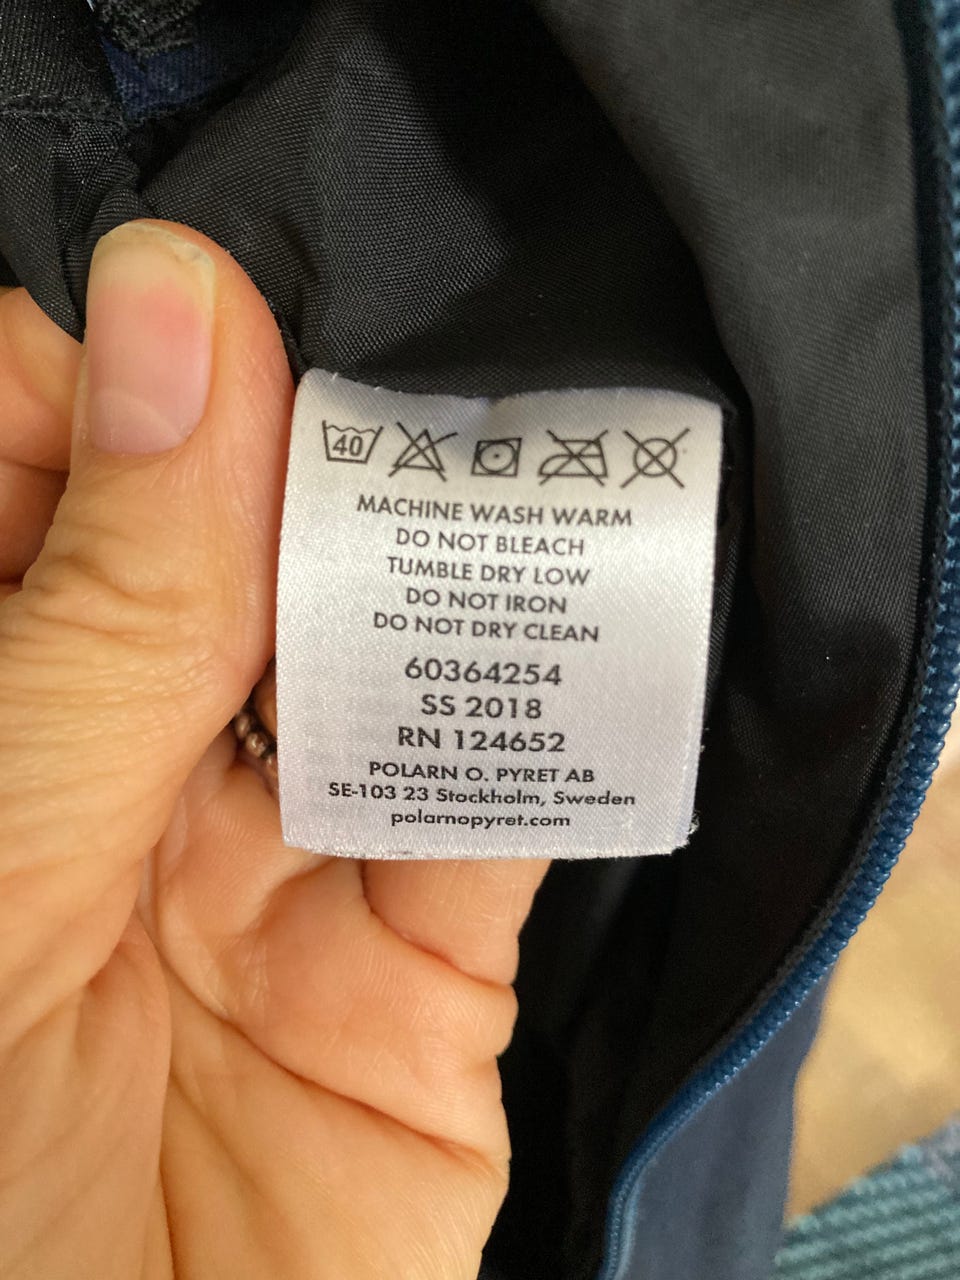 40
MACHINE WASH WARM
DO NOT BLEACH
TUMBLE DRY LOW
DO NOT IRON
DO NOT DRY CLEAN
60364254
SS 2018
RN 124652
POLARN O. PYRET AB
SE-103 23 Stockholm, Sweden
polarnopyret.com